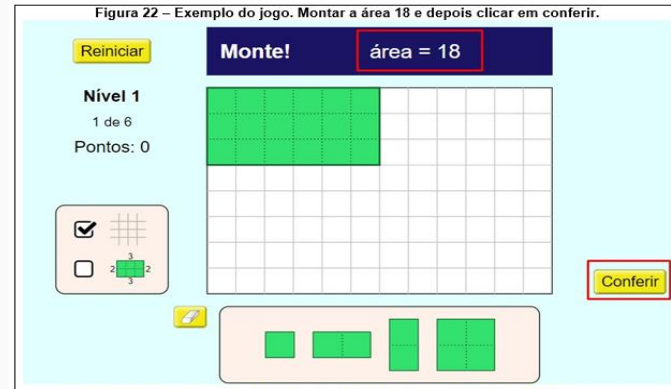 Figura 22 – Exemplo do jogo. Montar a área 18 e depois clicar em conferir.
Reiniciar
Monte!
área = 18
Nível 1
1 de 6
Pontos: 0
3
2
2
3
Conferir